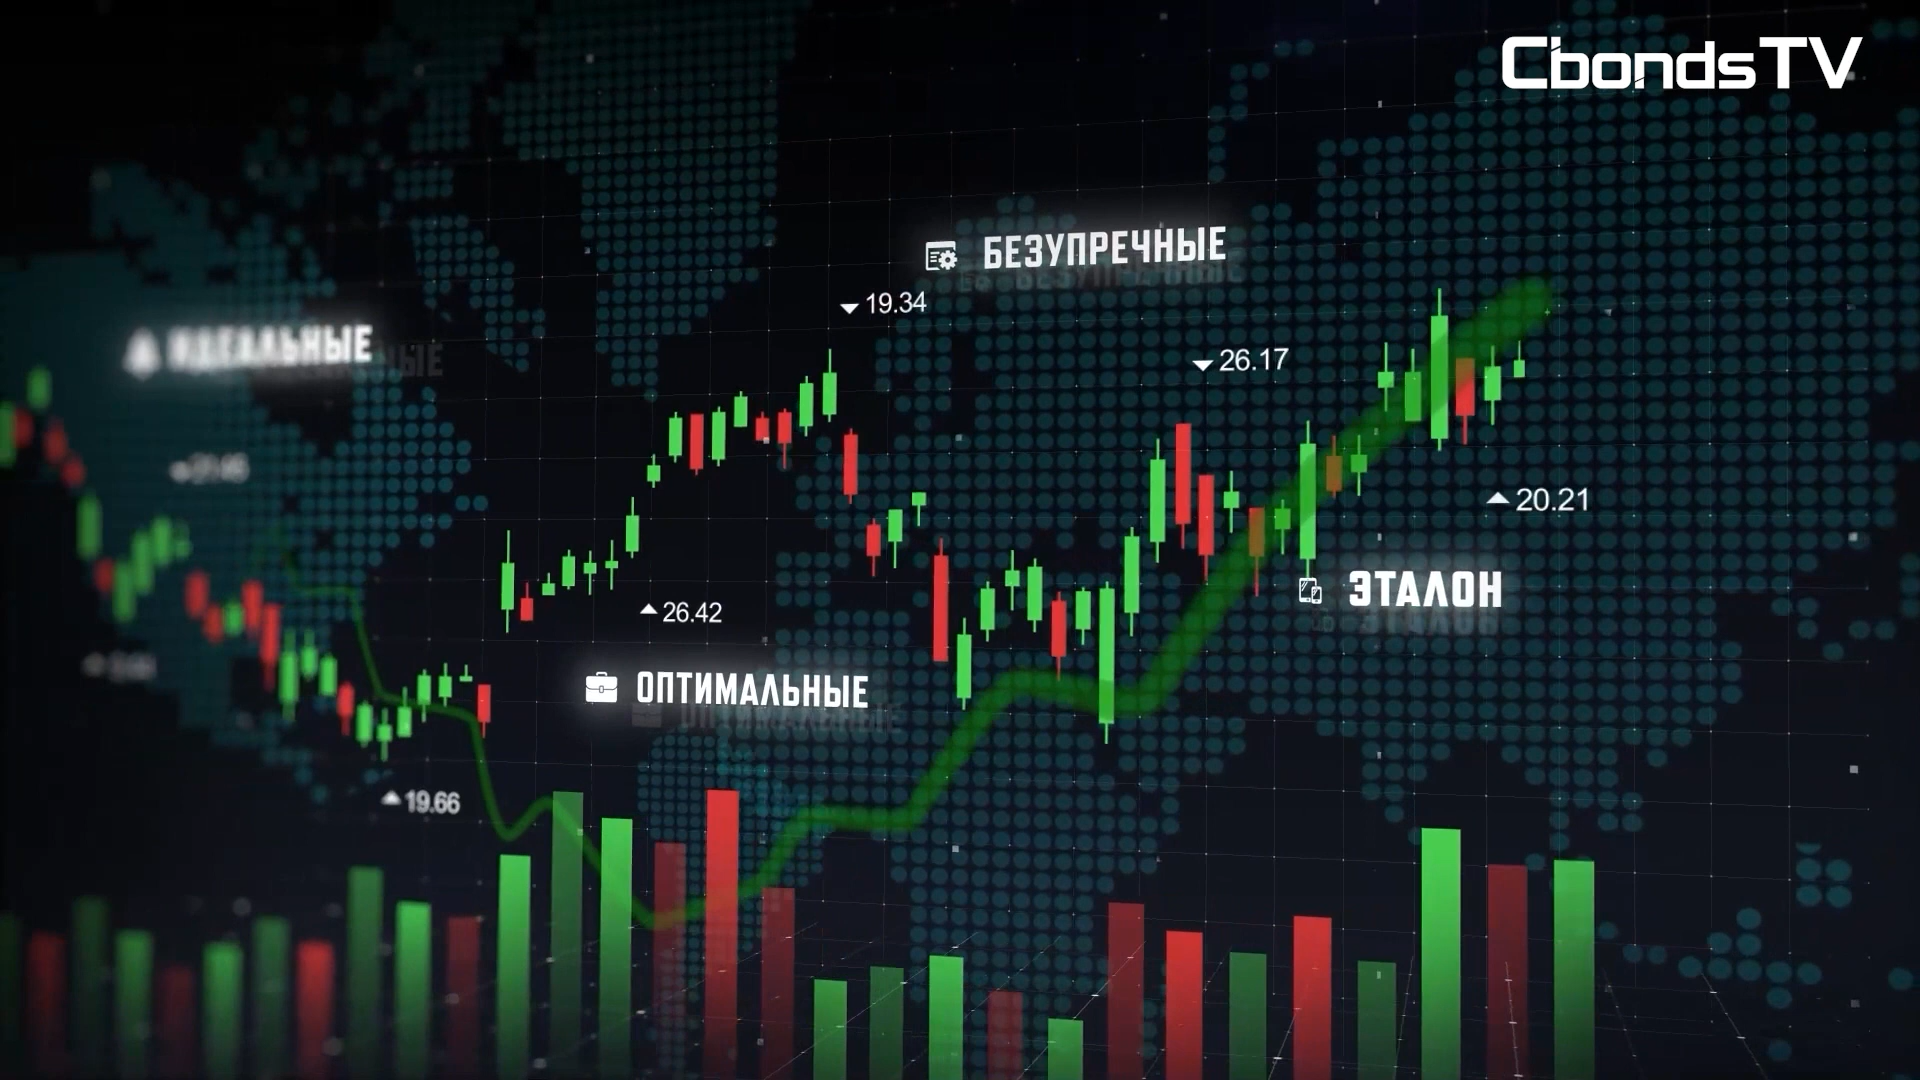 CbondsTV
БЕЗУПРЕЧНЫЕ
19.34
ИДЕАЛЬНЫЕ
26.17
20.21
ЭТАЛОН
26.42
ОПТИМАЛЬНЫЕ
19.66